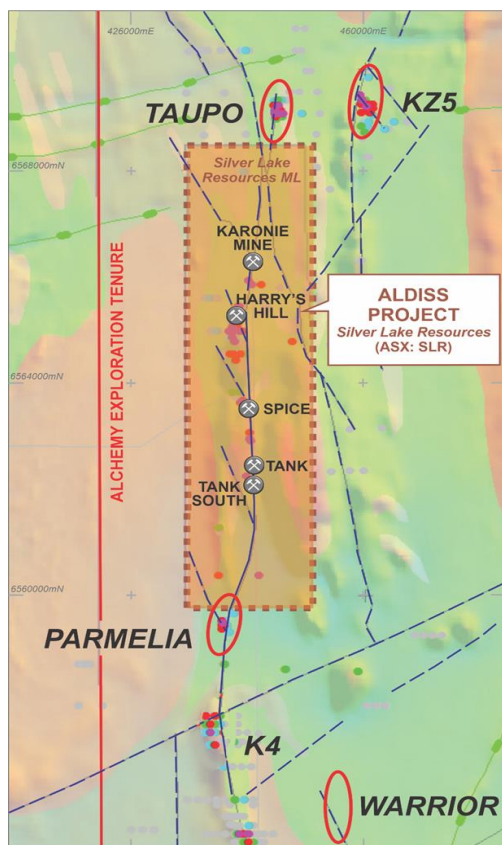 426000mE
460000mE
TAUPO
KZ5
6568000mN
Silver Lake
Resources ML
KARONIE
MINE
HARRY'S
HILL
ALDISS
PROJECT
Silver Lake Resources
(ASX: SLR)
ALCHEMY EXPLORATION TENURE
6564000mN
SPICE
TANK
TANK
SOUTH
6560000mN
PARMELIA
K4
WARRIOR